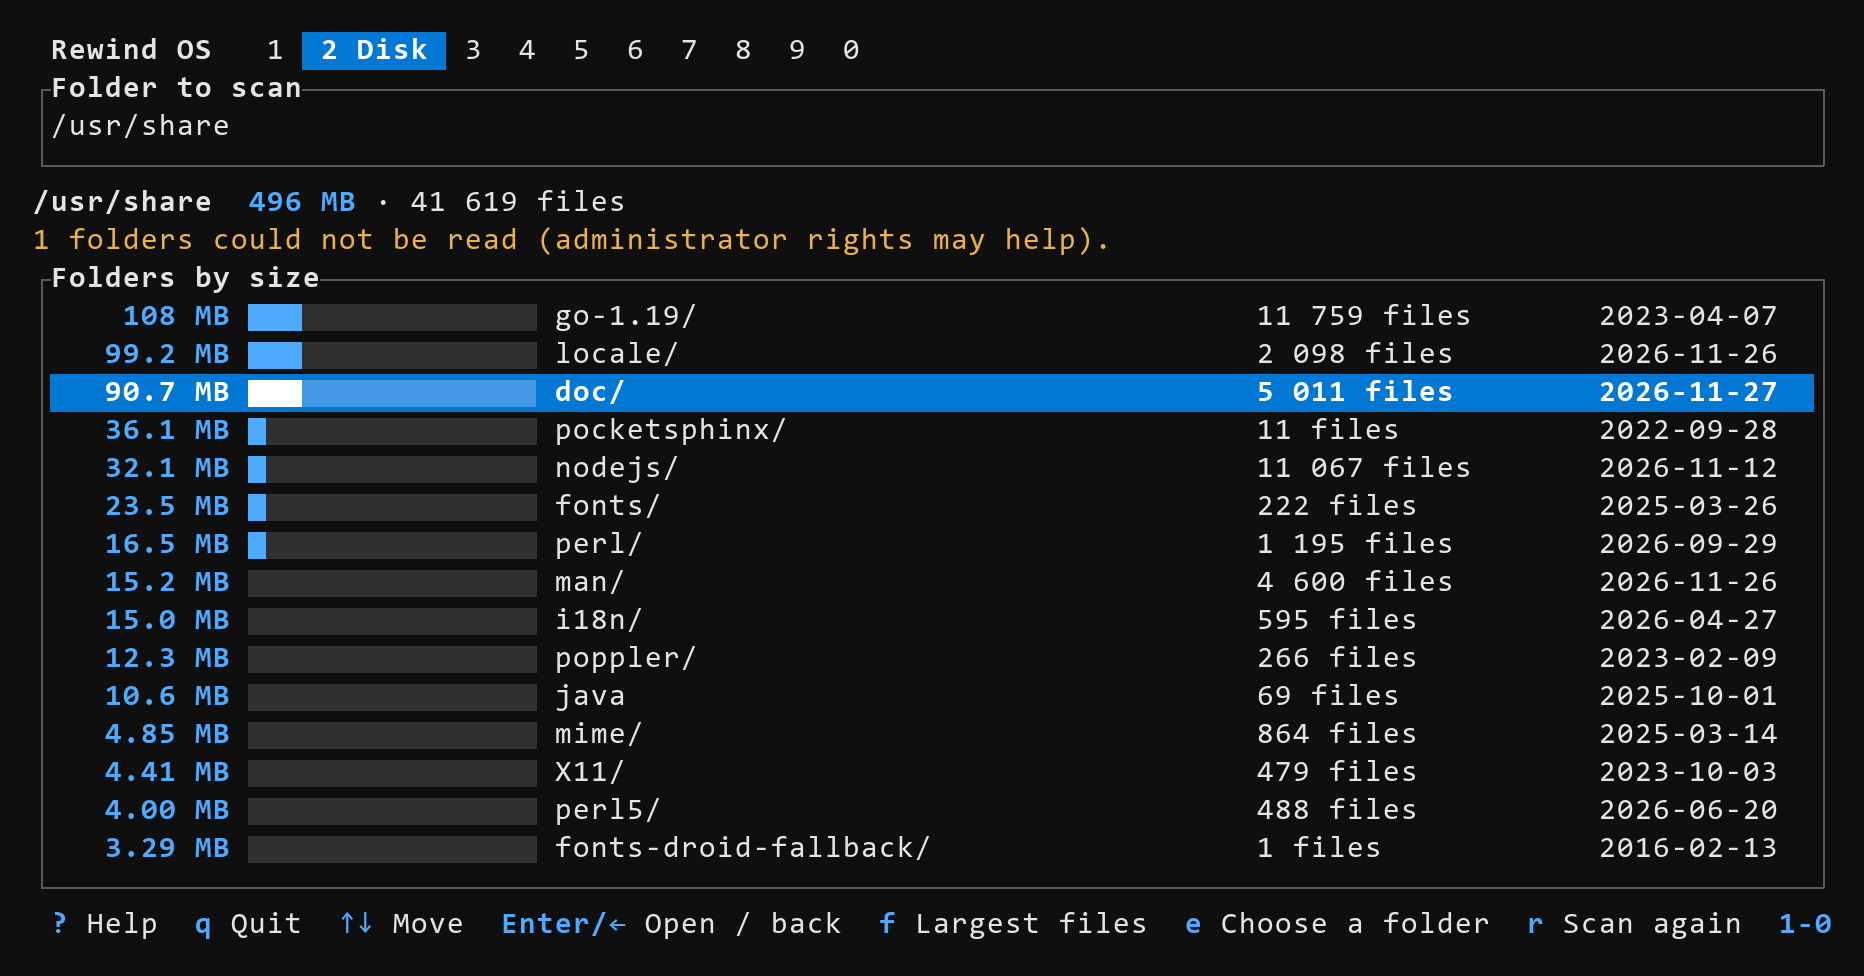 Rewind OS 1 2 Disk 3 4 5 6 7 8 9 0
Folder to scan
/usr/share
/usr/share 496 MB · 41 619 files
1 folders could not be read (administrator rights may help).
Folders by size
108 MB go-1.19/ 11 759 files 2023-04-07
99.2 MB locale/ 2 098 files 2026-11-26
90.7 MB doc/ 5 011 files 2026-11-27
36.1 MB pocketsphinx/ 11 files 2022-09-28
32.1 MB nodejs/ 11 067 files 2026-11-12
23.5 MB fonts/ 222 files 2025-03-26
16.5 MB perl/ 1 195 files 2026-09-29
15.2 MB man/ 4 600 files 2026-11-26
15.0 MB i18n/ 595 files 2026-04-27
12.3 MB poppler/ 266 files 2023-02-09
10.6 MB java 69 files 2025-10-01
4.85 MB mime/ 864 files 2025-03-14
4.41 MB X11/ 479 files 2023-10-03
4.00 MB perl5/ 488 files 2026-06-20
3.29 MB fonts-droid-fallback/ 1 files 2016-02-13
? Help q Quit ↑↓ Move Enter/← Open / back f Largest files e Choose a folder r Scan again 1-0